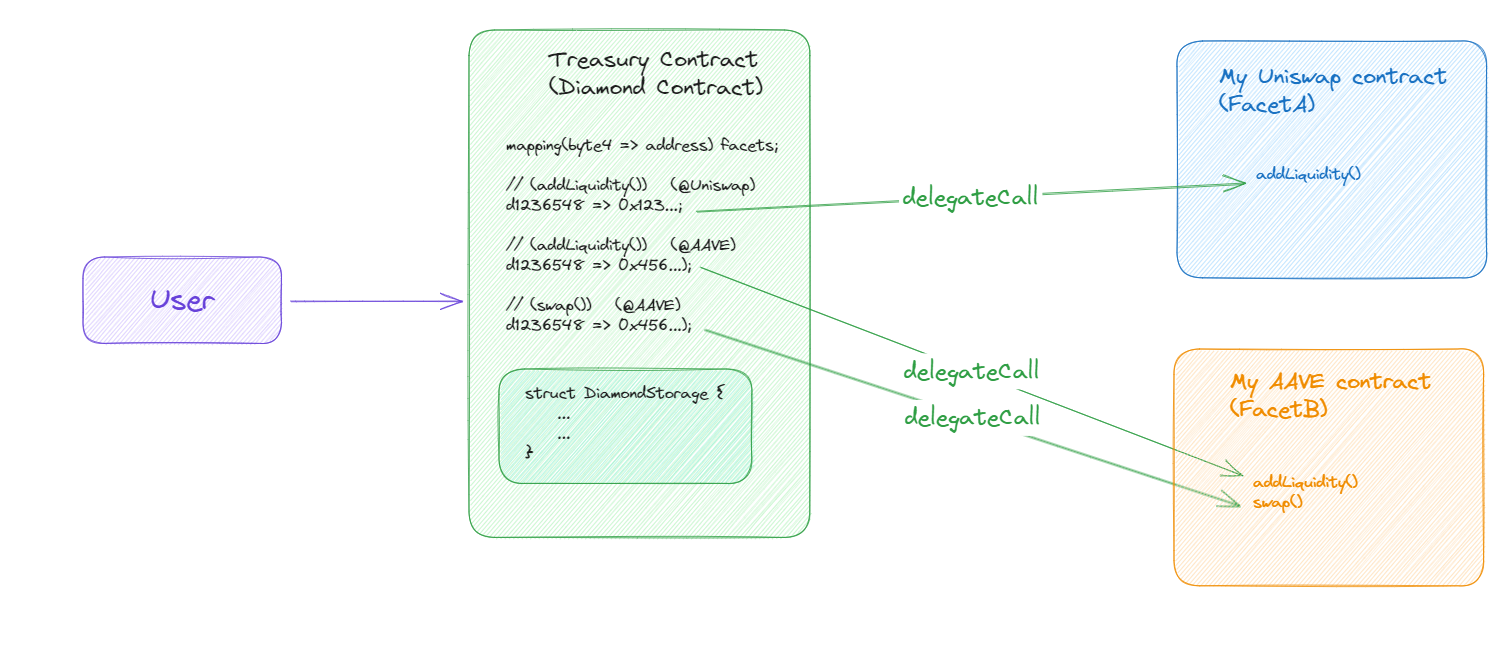 Treasury Contract
(Diamond Contract)
mapping(byte4 => address) facets;
// (addLiquidity()) (@Uniswap)
d1236548 => 0x123...;
// (addLiquidity()) (@AAVE)
d1236548 => 0x456...);
// (swap()) (@AAVE)
d1236548 => 0x456...);
struct DiamondStorage {
...
...
}
User
delegateCall
delegateCall
delegateCall
My Uniswap contract
(FacetA)
addLiquidity()
My AAVE contract
(FacetB)
addLiquidity()
swap()